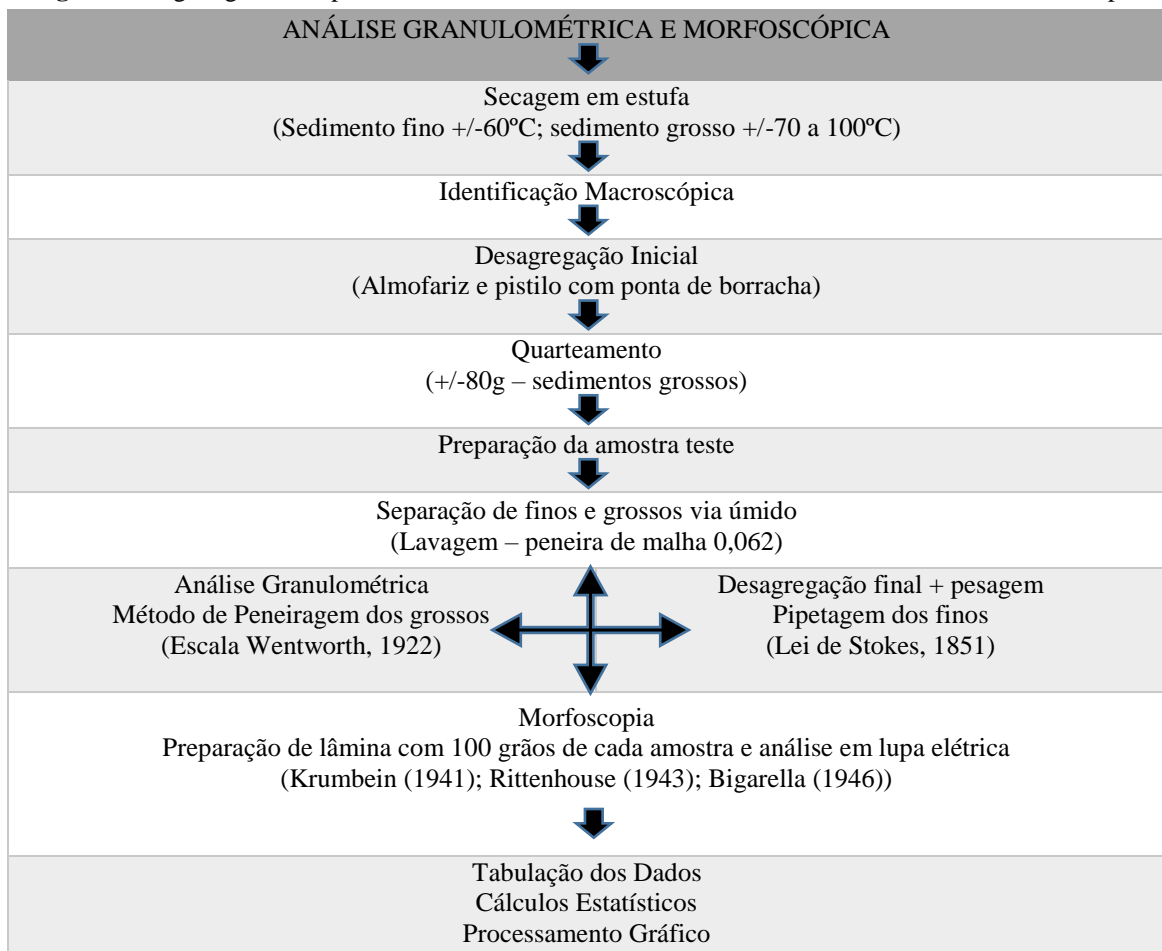 ANÁLISE GRANULOMÉTRICA E MORFOSCÓPICA
Secagem em estufa
(Sedimento fino +/-60ºC; sedimento grosso +/-70 a 100ºC)
Identificação Macroscópica
Desagregação Inicial
(Almofariz e pistilo com ponta de borracha)
Quarteamento
(+/-80g – sedimentos grossos)
Preparação da amostra teste
Separação de finos e grossos via úmido
(Lavagem – peneira de malha 0,062)
Análise Granulométrica
Método de Peneiragem dos grossos
(Escala Wentworth, 1922)
Desagregação final + pesagem
Pipetagem dos finos
(Lei de Stokes, 1851)
Morfoscopia
Preparação de lâmina com 100 grãos de cada amostra e análise em lupa elétrica
(Krumbein (1941); Rittenhouse (1943); Bigarella (1946))
Tabulação dos Dados
Cálculos Estatísticos
Processamento Gráfico